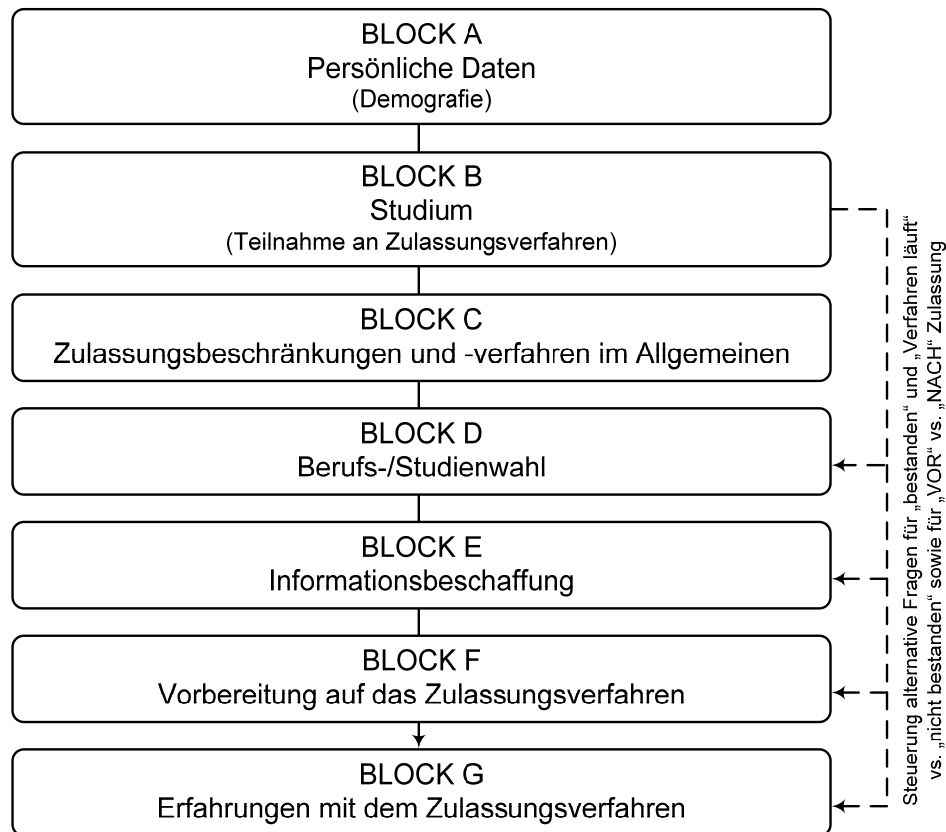 BLOCK A
Persönliche Daten
(Demografie)
BLOCK B
Studium
(Teilnahme an Zulassungsverfahren)
BLOCK C
Zulassungsbeschränkungen und -verfahren im Allgemeinen
BLOCK D
Berufs-/Studienwahl
BLOCK E
Informationsbeschaffung
BLOCK F
Vorbereitung auf das Zulassungsverfahren
BLOCK G
Erfahrungen mit dem Zulassungsverfahren
Steuerung alternative Fragen für „bestanden“ und „Verfahren läuft“
vs. „nicht bestanden“ sowie für „VOR“ vs. „NACH“ Zulassung